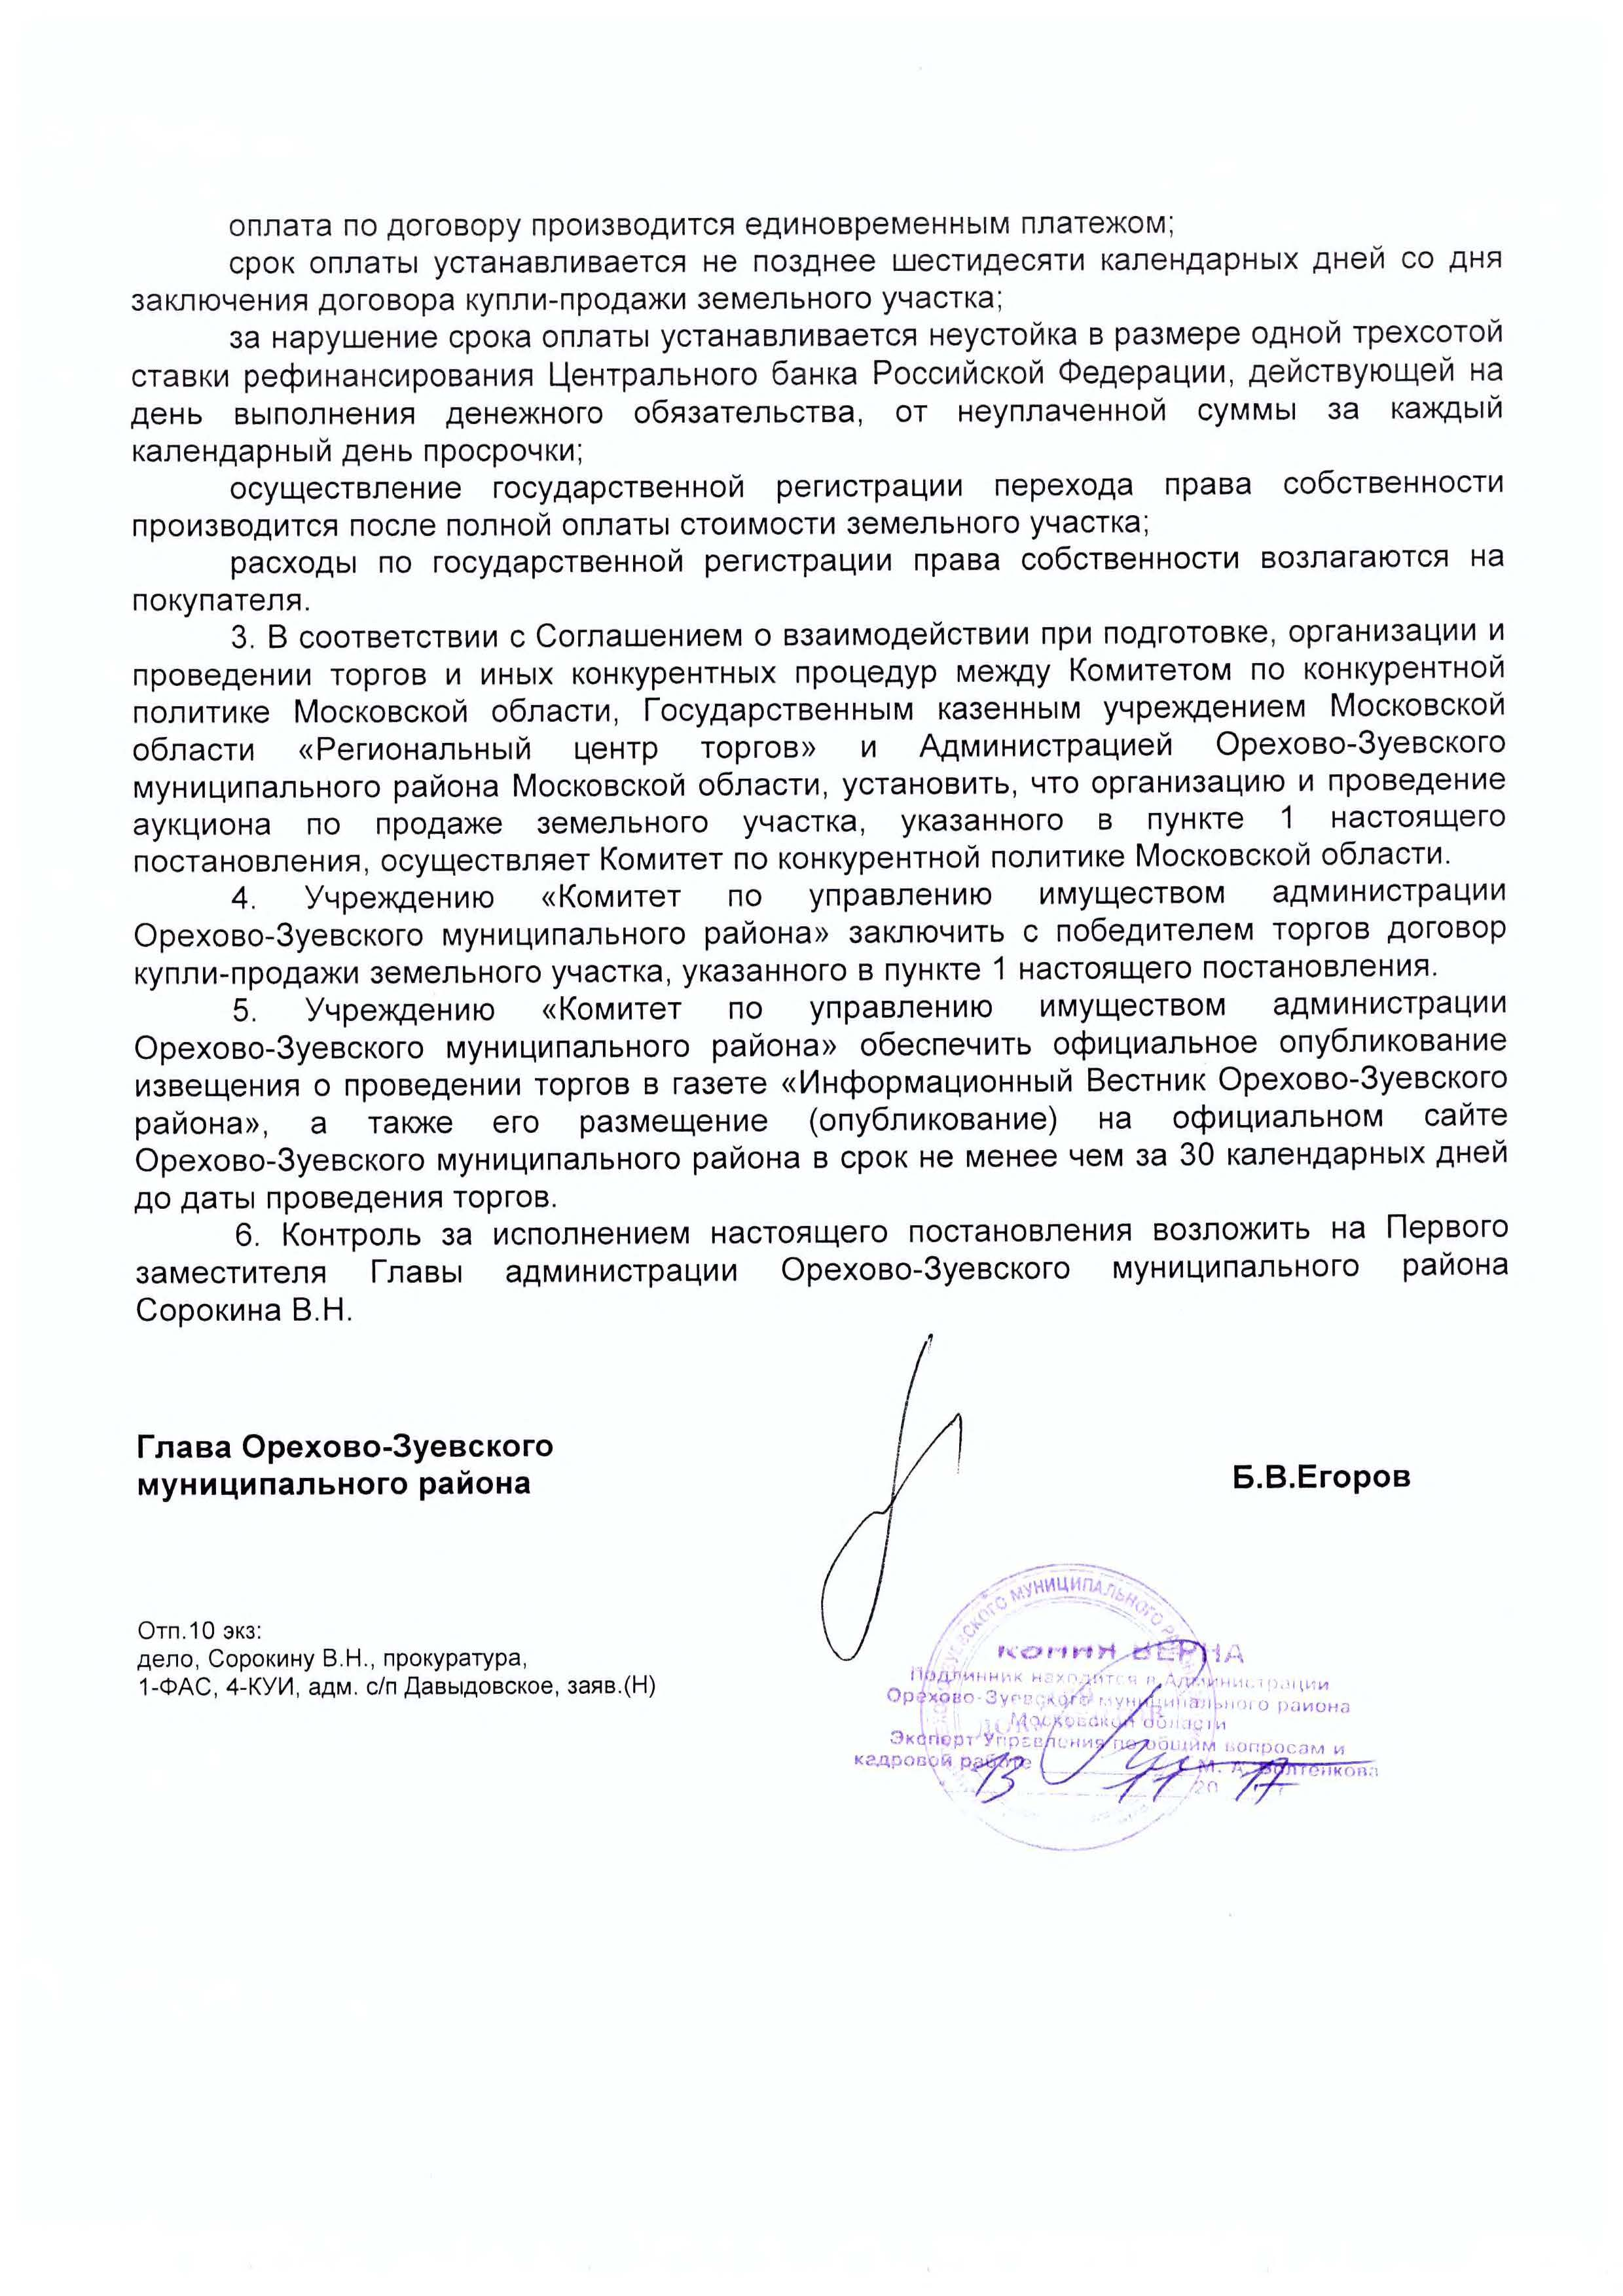 оплата по договору производится единовременным платежом;
срок оплаты устанавливается не позднее шестидесяти календарных дней со дня
заключения договора купли-продажи земельного участка;
за нарушение срока оплаты устанавливается неустойка в размере одной трехсотой
ставки рефинансирования Центрального банка Российской Федерации, действующей на
день выполнения денежного обязательства, от неуплаченной суммы за каждый
календарный день просрочки;
осуществление государственной регистрации перехода права собственности
производится после полной оплаты стоимости земельного участка;
расходы по государственной регистрации права собственности возлагаются на
покупателя.
3. В соответствии с Соглашением о взаимодействии при подготовке, организации и
проведении торгов и иных конкурентных процедур между Комитетом по конкурентной
политике Московской области, Государственным казенным учреждением Московской
области «Региональный центр торгов» и Администрацией Орехово-Зуевского
муниципального района Московской области, установить, что организацию и проведение
аукциона по продаже земельного участка, указанного в пункте 1 настоящего
постановления, осуществляет Комитет по конкурентной политике Московской области.
4. Учреждению «Комитет по управлению имуществом администрации
Орехово-Зуевского муниципального района» заключить с победителем торгов договор
купли-продажи земельного участка, указанного в пункте 1 настоящего постановления.
5. Учреждению «Комитет по управлению имуществом администрации
Орехово-Зуевского муниципального района» обеспечить официальное опубликование
извещения о проведении торгов в газете «Информационный Вестник Орехово-Зуевского
района», а также его размещение (опубликование) на официальном сайте
Орехово-Зуевского муниципального района в срок не менее чем за 30 календарных дней
до даты проведения торгов.
6. Контроль за исполнением настоящего постановления возложить на Первого
заместителя Главы администрации Орехово-Зуевского муниципального района
Сорокина В.Н.
Глава Орехово-Зуевского
муниципального района
Б.В.Егоров
Отп.10 экз:
дело, Сорокину В.Н., прокуратура,
1-ФАС, 4-КУИ, адм. с/п Давыдовское, заяв.(Н)
МУНИЦИПАЛЬНОГО
КОПИЯ ВЕРНА
Подлинник находится в Администрации
Орехово-Зуевского муниципального района
Московской области
Эксперт Управления по общим вопросам и
кадровой работе М. А. Болтенкова
13 11 20 17